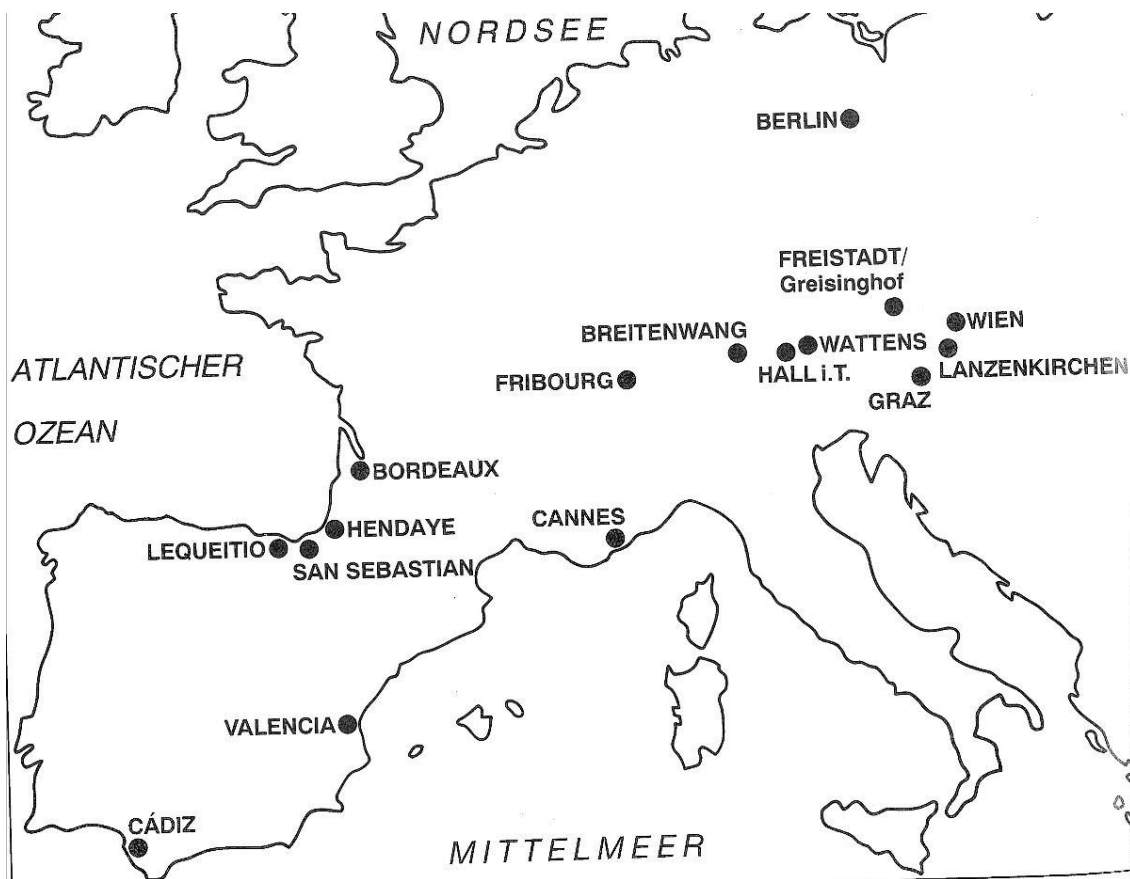 NORDSEE
BERLIN
FREISTADT/
Greisinghof
BREITENWANG
WIEN
WATTENS
LANZENKIRCHEN
HALL i.T.
FRIBOURG
GRAZ
ATLANTISCHER
OZEAN
BORDEAUX
HENDAYE
CANNES
LEQUEITIO
SAN SEBASTIAN
VALENCIA
CÁDIZ
MITTELMEER